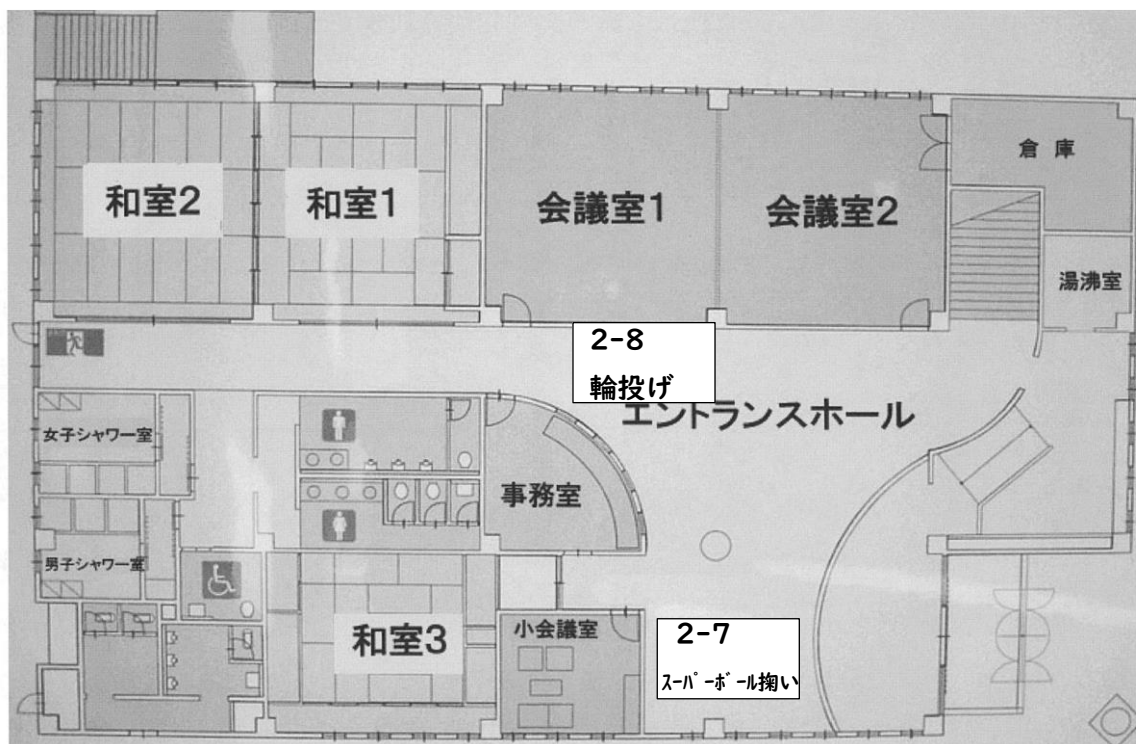 和室2
和室1
会議室1
会議室2
倉庫
湯沸室
2-8
輪投げ
エントランスホール
女子シャワー室
事務室
男子シャワー室
和室3
小会議室
2-7
ｽｰﾊﾟｰﾎﾞｰﾙ掬い